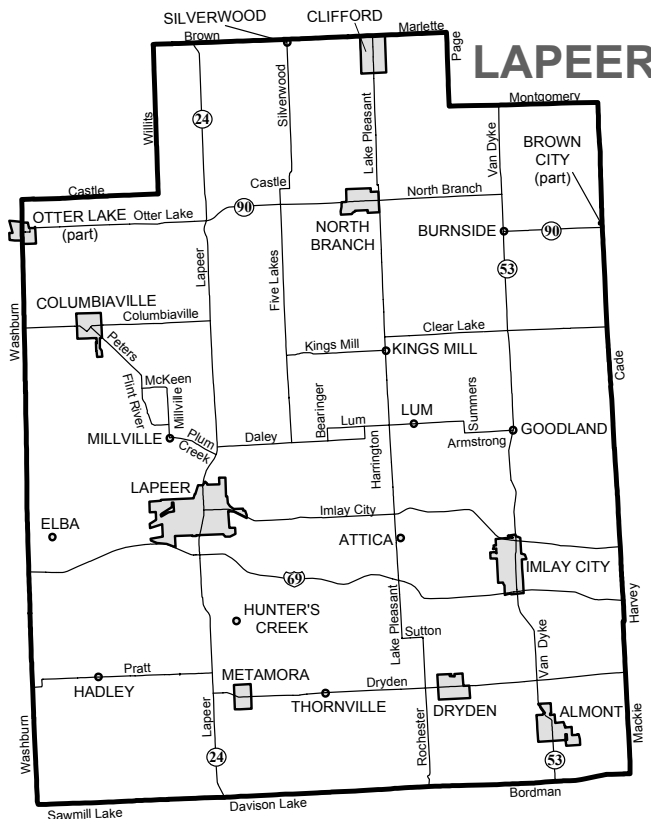 SILVERWOOD
CLIFFORD
Brown
Marlette
Page
LAPEER
Montgomery
Willits
24
Silverwood
Lake Pleasant
Van Dyke
BROWN
CITY
(part)
Castle
Castle
North Branch
OTTER LAKE
(part)
Otter Lake
90
NORTH
BRANCH
BURNSIDE
90
53
Lapeer
Five Lakes
COLUMBIAVILLE
Columbiaville
Washburn
Peters
Clear Lake
Kings Mill
KINGS MILL
Cade
McKeen
Flint River
Millville
Bearinger
Lum
LUM
Summers
MILLVILLE
Plum
Creek
Daley
Harrington
Armstrong
GOODLAND
LAPEER
Imlay City
ELBA
ATTICA
IMLAY CITY
69
HUNTER'S
CREEK
Lake Pleasant
Sutton
Van Dyke
Harvey
Pratt
HADLEY
METAMORA
Dryden
THORNVILLE
DRYDEN
ALMONT
Washburn
Lapeer
24
Rochester
53
Mackie
Sawmill Lake
Davison Lake
Bordman